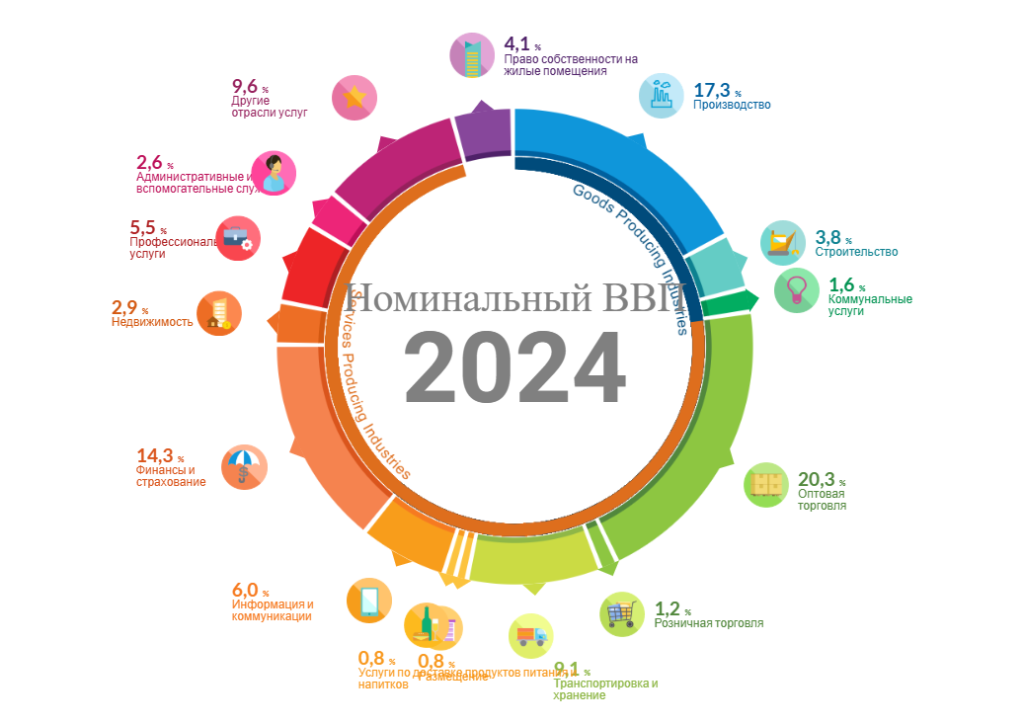 4,1 %
Право собственности на
жилые помещения
17,3 %
Производство
3,8 %
Строительство
1,6 %
Коммунальные
услуги
20,3 %
Оптовая
торговля
1,2 %
Розничная торговля
9,1 %
Транспортировка и
хранение
0,8 %
Размещение
0,8 %
Услуги по доставке продуктов питания и
напитков
6,0 %
Информация и
коммуникации
14,3 %
Финансы и
страхование
2,9 %
Недвижимость
5,5 %
Профессиональ
услуги
2,6 %
Административные и
вспомогательные слу
9,6 %
Другие
отрасли услуг
Goods Producing Industries
Services Producing Industries
Номинальный ВВП
2024